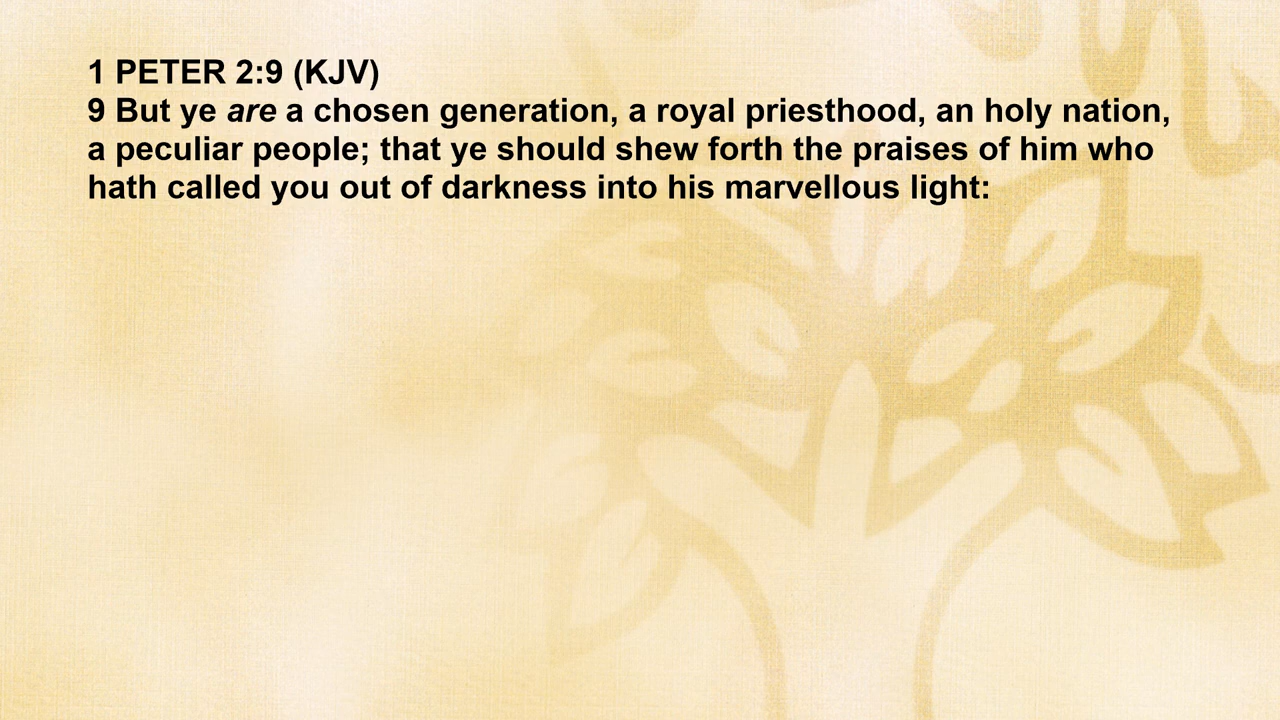 1 PETER 2:9 (KJV)
9 But ye are a chosen generation, a royal priesthood, an holy nation,
a peculiar people; that ye should shew forth the praises of him who
hath called you out of darkness into his marvellous light: